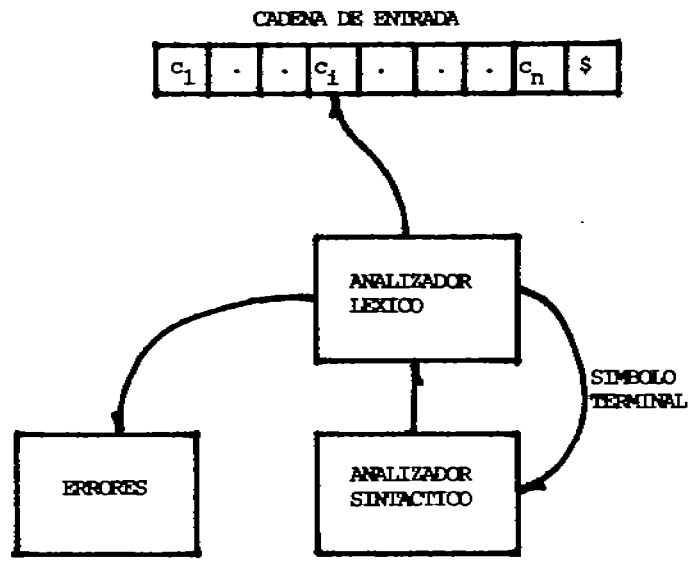 CADENA DE ENTRADA
c1 . . ci . . . cn $
ANALIZADOR
LEXICO
SIMBOLO
TERMINAL
ERRORES
ANALIZADOR
SINTACTICO